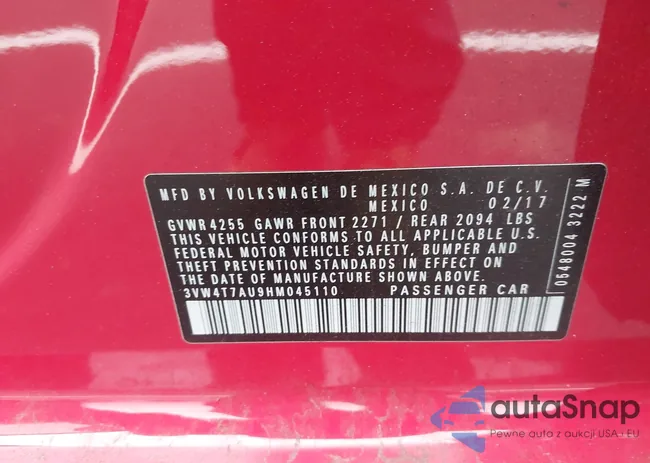 MFD BY VOLKSWAGEN DE MEXICO S.A. DE C.V.
MEXICO 02/17
GVWR 4255 GAWR FRONT 2271 / REAR 2094 LBS
THIS VEHICLE CONFORMS TO ALL APPLICABLE U.S.
FEDERAL MOTOR VEHICLE SAFETY, BUMPER AND
THEFT PREVENTION STANDARDS IN EFFECT ON
THE DATE OF MANUFACTURE SHOWN ABOVE.
3VW4T7AU9HM045110 PASSENGER CAR
0548004 3222 M
autoSnap
Pewne auta z aukcji USA i EU